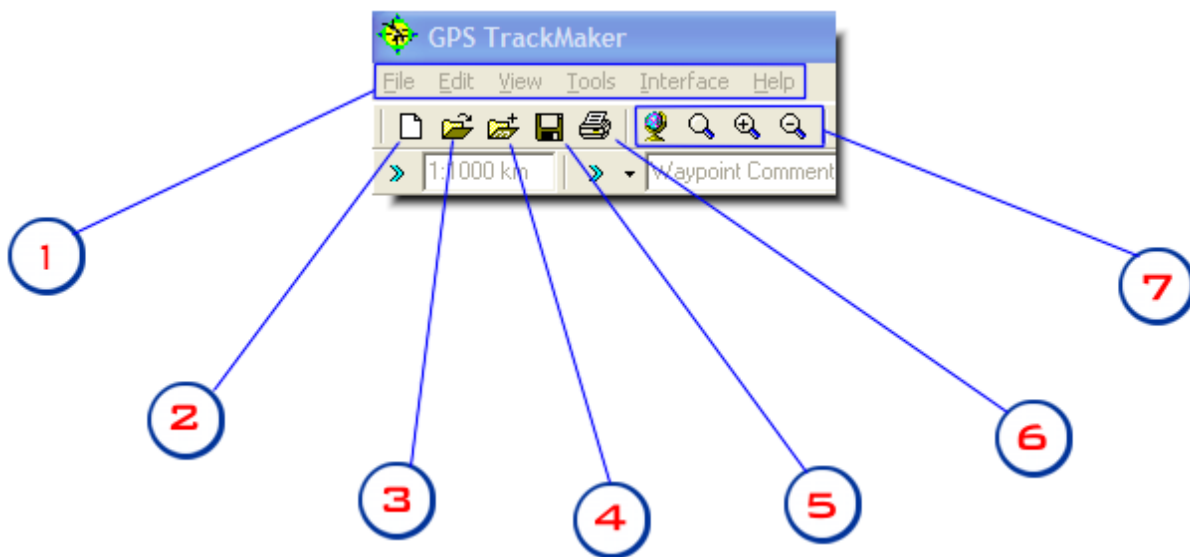 GPS TrackMaker
File Edit View Tools Interface Help
1:1000 km Waypoint Comment
1
7
2
6
3
5
4